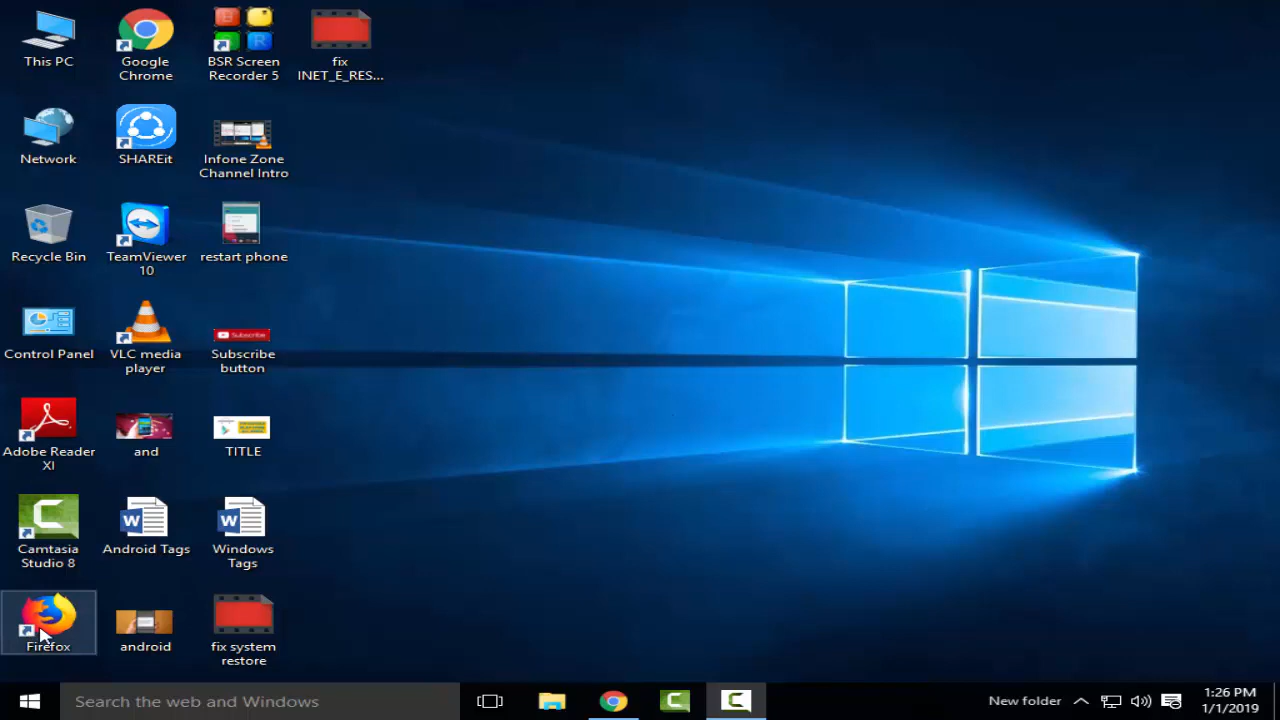 This PC
Google
Chrome
BSR Screen
Recorder 5
fix
INET_E_RES...
Network
SHAREit
Infone Zone
Channel Intro
Recycle Bin
TeamViewer
10
restart phone
Control Panel
VLC media
player
Subscribe
Subscribe
button
Adobe Reader
XI
and
TITLE
Camtasia
Studio 8
Android Tags
Windows
Tags
Firefox
android
fix system
restore
Search the web and Windows
New folder
1:26 PM
1/1/2019